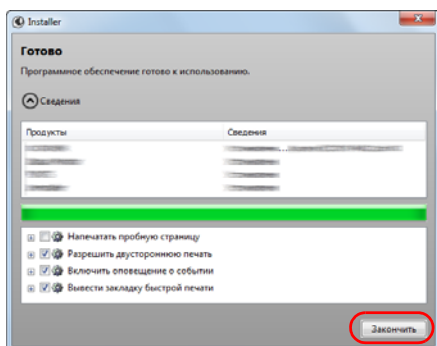 Installer
Готово
Программное обеспечение готово к использованию.
Сведения
Продукты Сведения
Напечатать пробную страницу
Разрешить двустороннюю печать
Включить оповещение о событии
Вывести закладку быстрой печати
Закончить